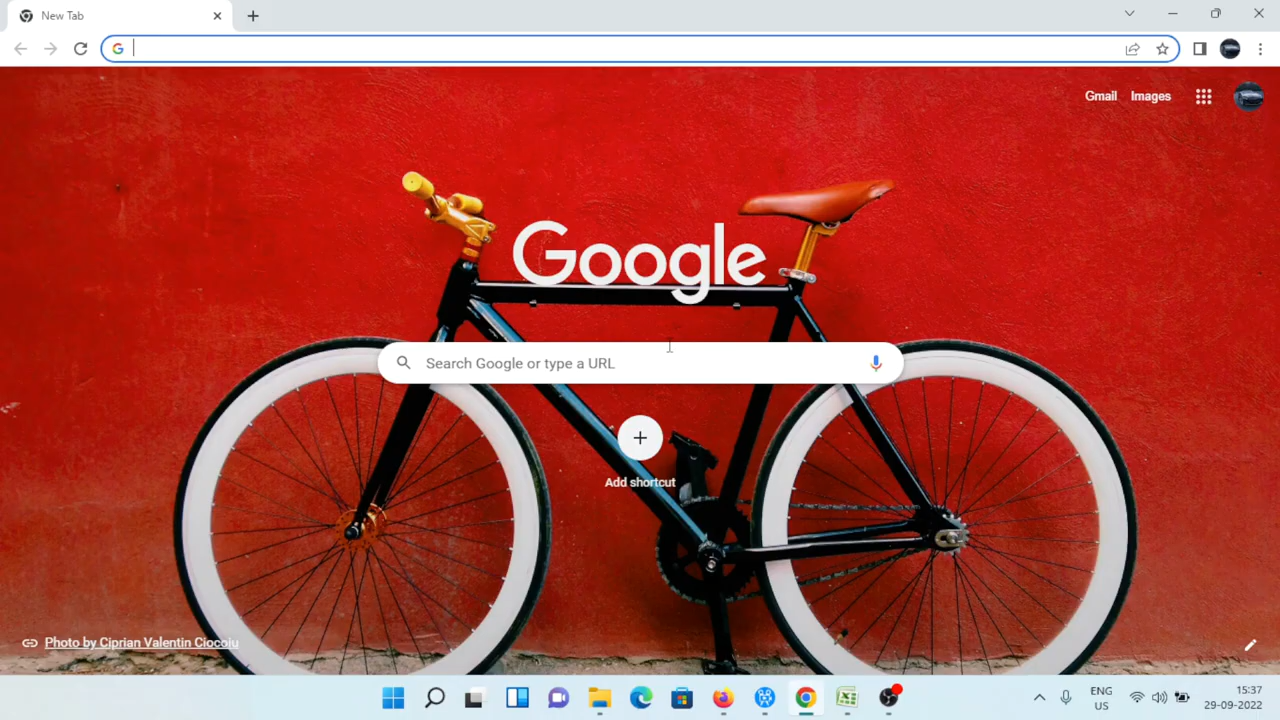 New Tab
Gmail Images
Google
Search Google or type a URL
Add shortcut
Photo by Ciprian Valentin Ciocoiu
ENG
US
15:37
29-09-2022